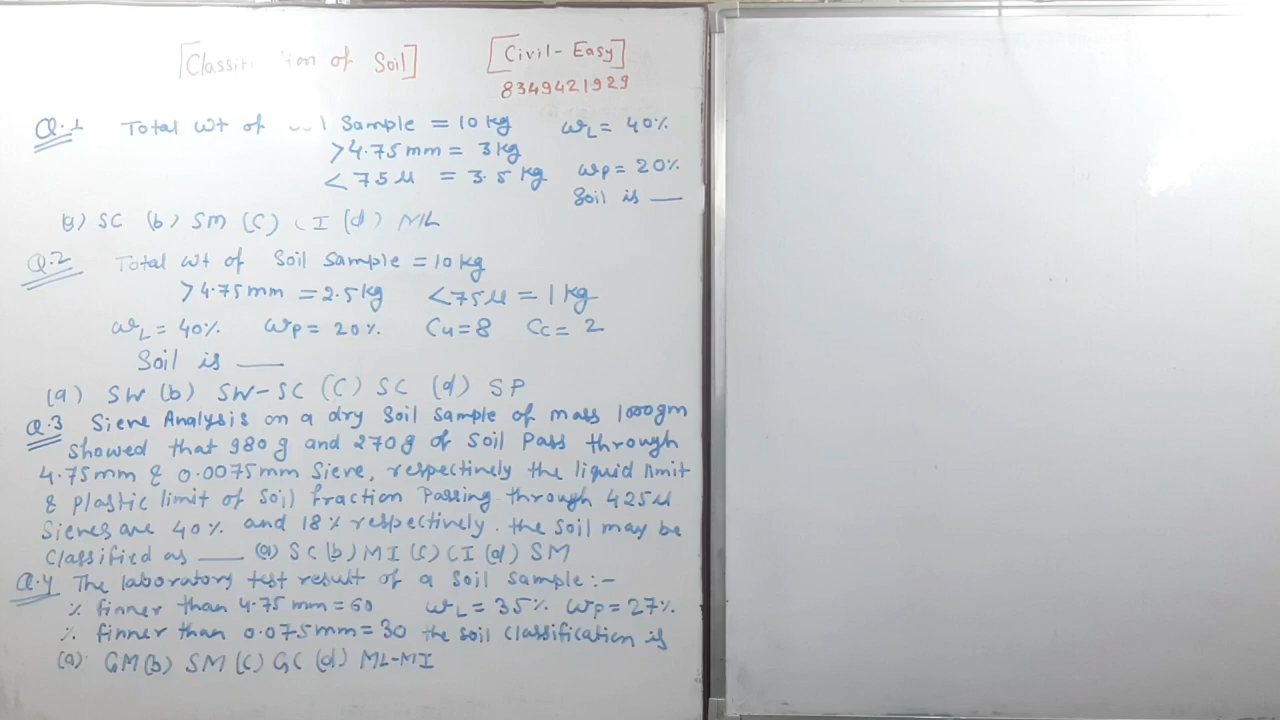 [Classifi ion of Soil] [Civil-Easy]
8349421929
Q.1 Total wt of Sample = 10 kg WL = 40%
>4.75 mm = 3 kg
<75 μ = 3.5 kg Wp = 20%
Soil is __
(a) SC (b) SM (C) CI (d) ML
Q.2 Total wt of Soil Sample = 10 kg
>4.75 mm = 2.5 kg <75 μ = 1 kg
WL = 40% Wp = 20% Cu = 8 Cc = 2
Soil is __
(a) SW (b) SW-SC (C) SC (d) SP
Q.3 Sieve Analysis on a dry Soil Sample of mass 1000gm
showed that 980 g and 270 g of Soil Pass through
4.75mm & 0.0075mm Sieve, respectively the liquid limit
& plastic limit of Soil fraction Passing through 425 μ
Sieves are 40% and 18% respectively. the Soil may be
Classified as __ (a) SC (b) MI (c) CI (d) SM
Q.4 The laboratory test result of a Soil Sample:-
% finner than 4.75 mm = 60 WL = 35% Wp = 27%
% finner than 0.075mm = 30 the soil classification is
(a) GM (b) SM (c) GC (d) ML-MI